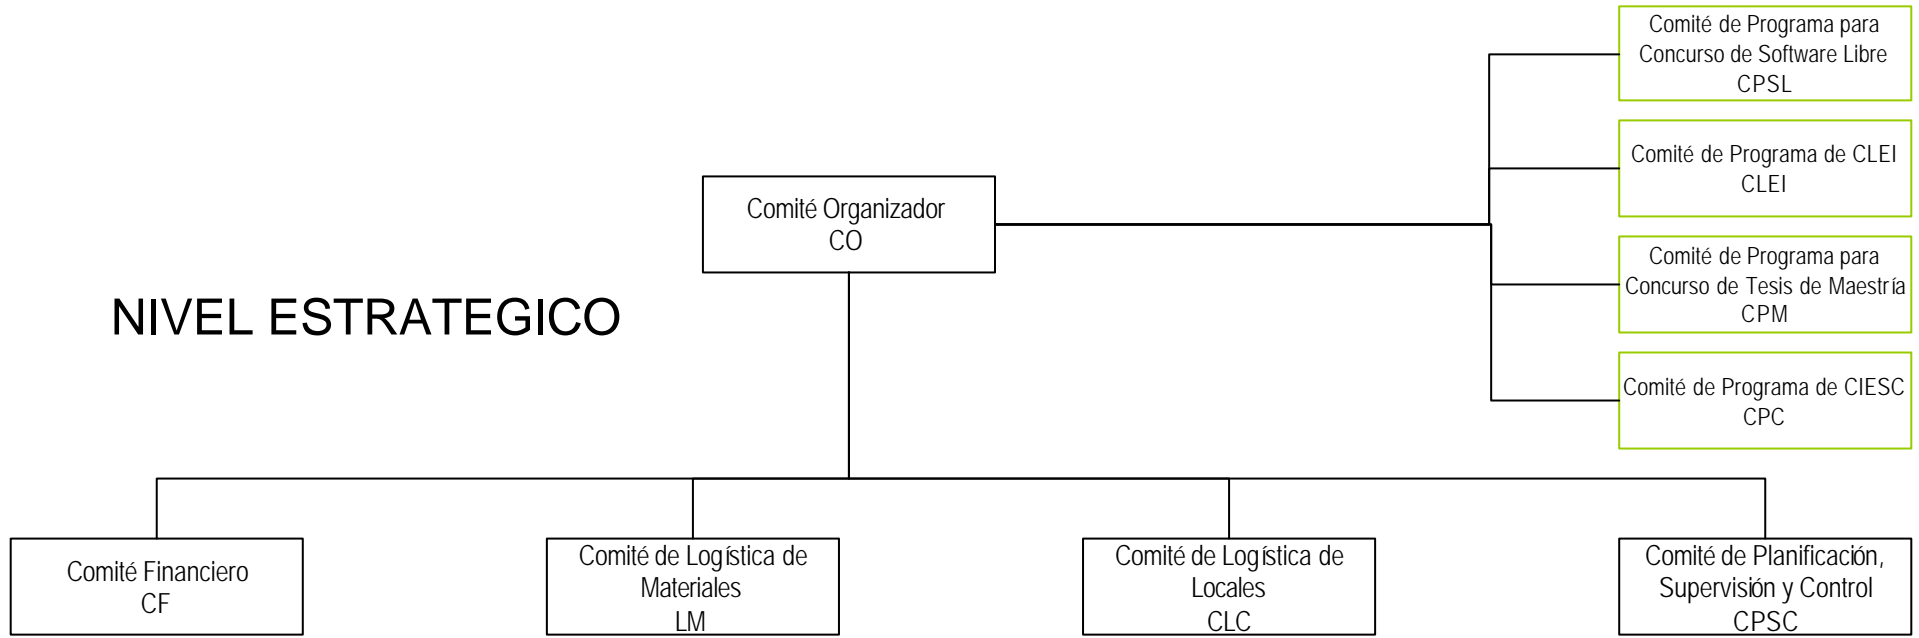 Comité de Programa para
Concurso de Software Libre
CPSL
Comité de Programa de CLEI
CLEI
Comité Organizador
CO
Comité de Programa para
Concurso de Tesis de Maestría
CPM
NIVEL ESTRATEGICO
Comité de Programa de CIESC
CPC
Comité Financiero
CF
Comité de Logística de
Materiales
LM
Comité de Logística de
Locales
CLC
Comité de Planificación,
Supervisión y Control
CPSC